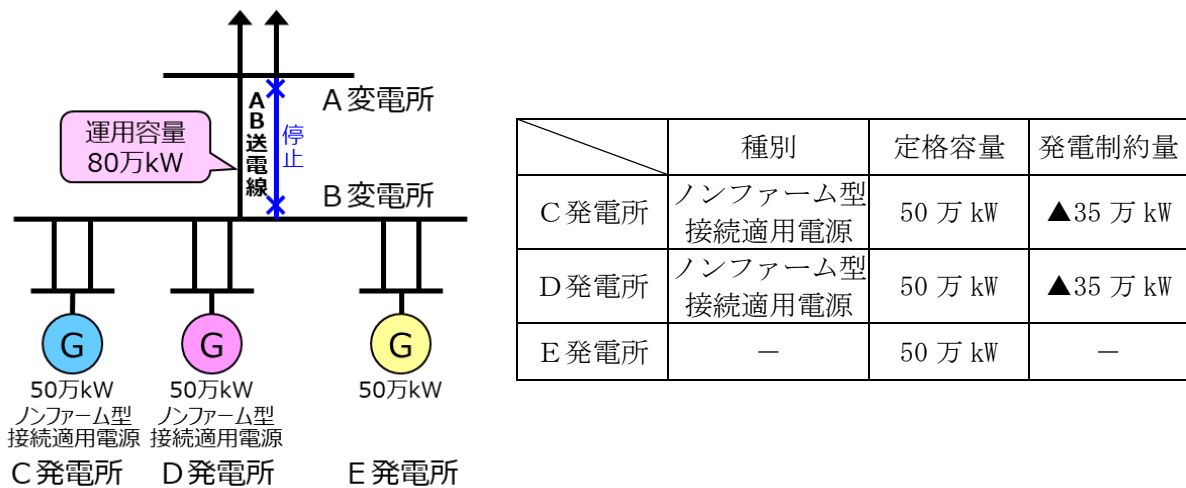 運用容量
80万kW
AB送電線
停止
A変電所
B変電所
G
50万kW
ノンファーム型
接続適用電源
C発電所
G
50万kW
ノンファーム型
接続適用電源
D発電所
G
50万kW
E発電所
種別 定格容量 発電制約量
C発電所 ノンファーム型
接続適用電源 50 万 kW ▲35 万 kW
D発電所 ノンファーム型
接続適用電源 50 万 kW ▲35 万 kW
E発電所 － 50 万 kW －